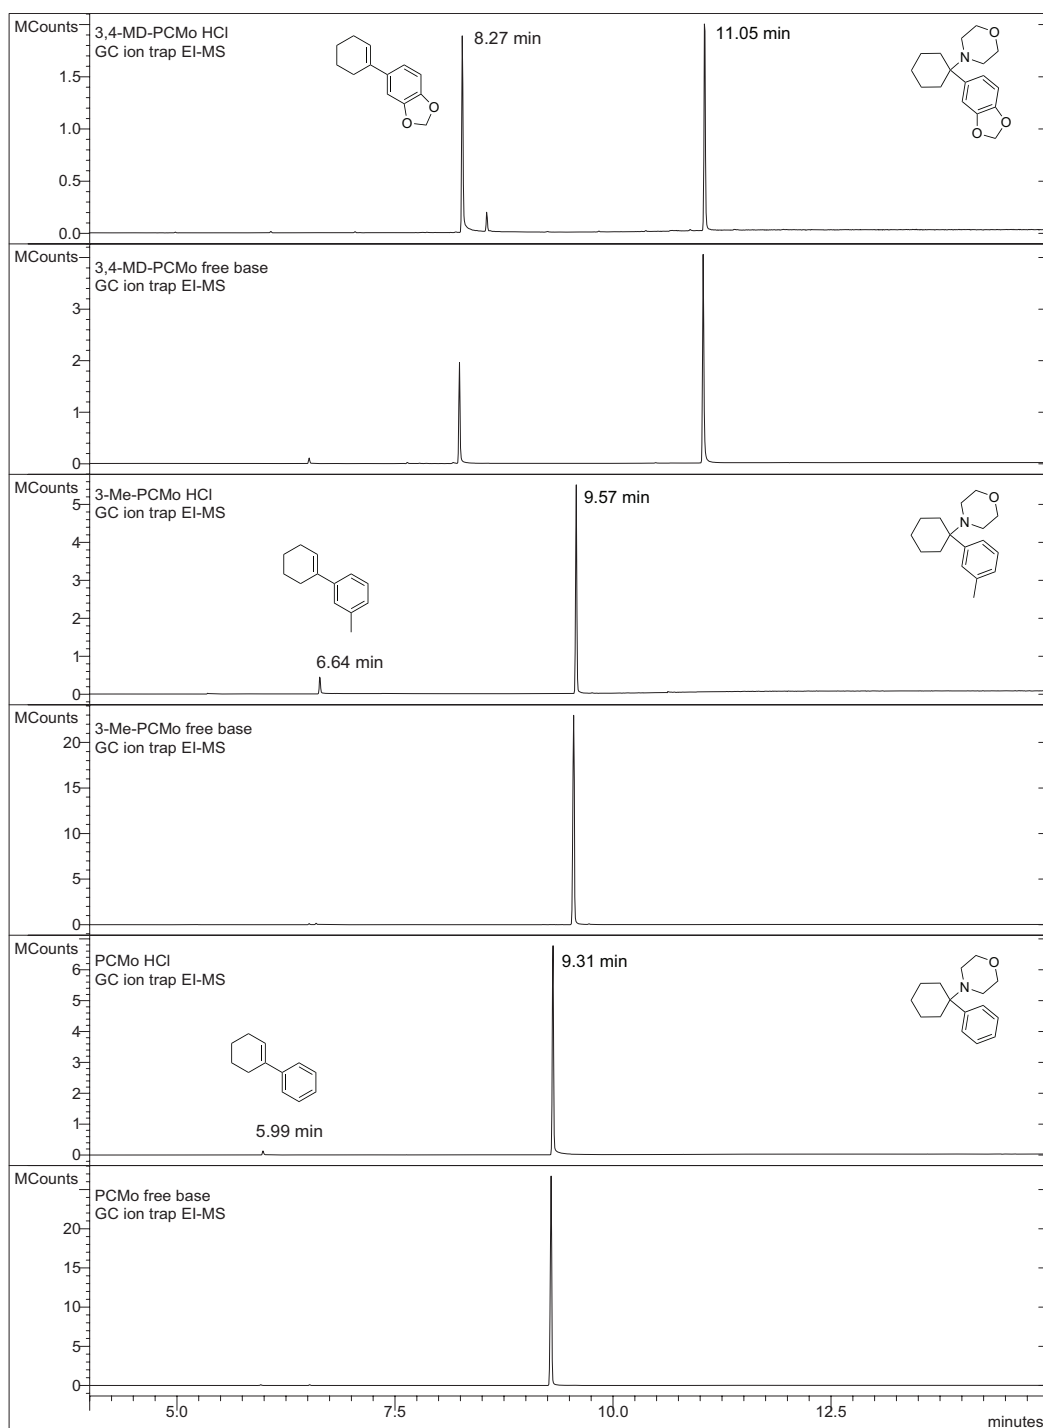 MCounts
3,4-MD-PCMo HCl
GC ion trap EI-MS
8.27 min
11.05 min
O
N
O
O
O
O
1.5
1.0
0.5
0.0
MCounts
3,4-MD-PCMo free base
GC ion trap EI-MS
3
2
1
0
MCounts
3-Me-PCMo HCl
GC ion trap EI-MS
9.57 min
O
N
5
4
3
2
1
0
6.64 min
MCounts
3-Me-PCMo free base
GC ion trap EI-MS
20
15
10
5
0
MCounts
PCMo HCl
GC ion trap EI-MS
9.31 min
O
N
6
5
4
3
2
1
0
5.99 min
MCounts
PCMo free base
GC ion trap EI-MS
20
15
10
5
0
5.0 7.5 10.0 12.5
minutes